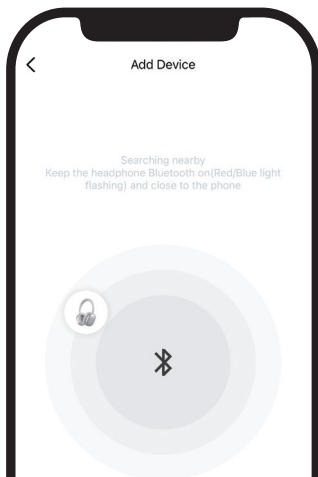 Add Device
Searching nearby
Keep the headphone Bluetooth on(Red/Blue light
flashing) and close to the phone